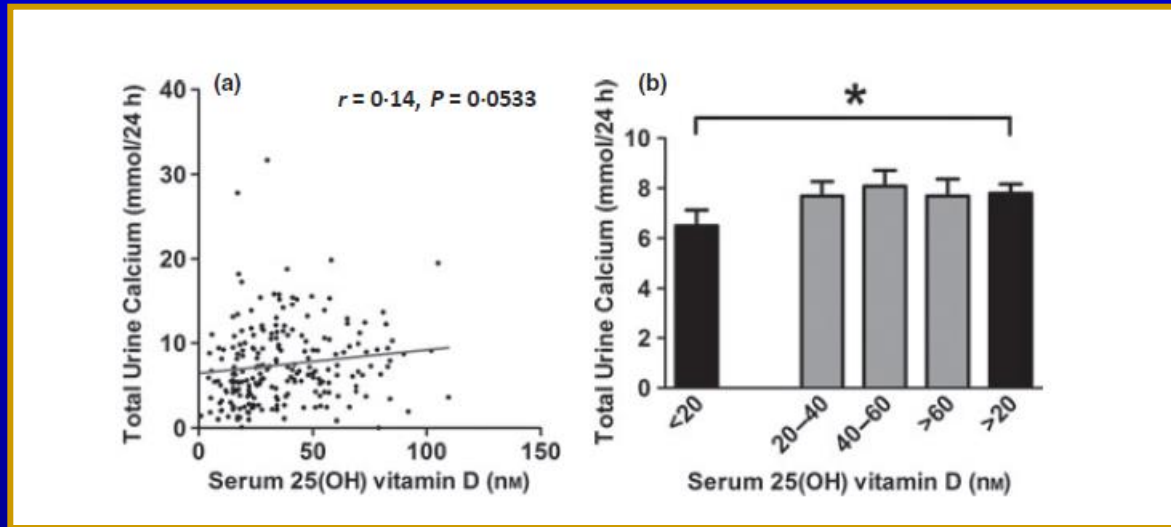 (a)
r = 0·14, P = 0·0533
Total Urine Calcium (mmol/24 h)
40
30
20
10
0
0 50 100 150
Serum 25(OH) vitamin D (nM)
(b)
*
Total Urine Calcium (mmol/24 h)
10
8
6
4
2
0
<20 20–40 40–60 >60 >20
Serum 25(OH) vitamin D (nM)